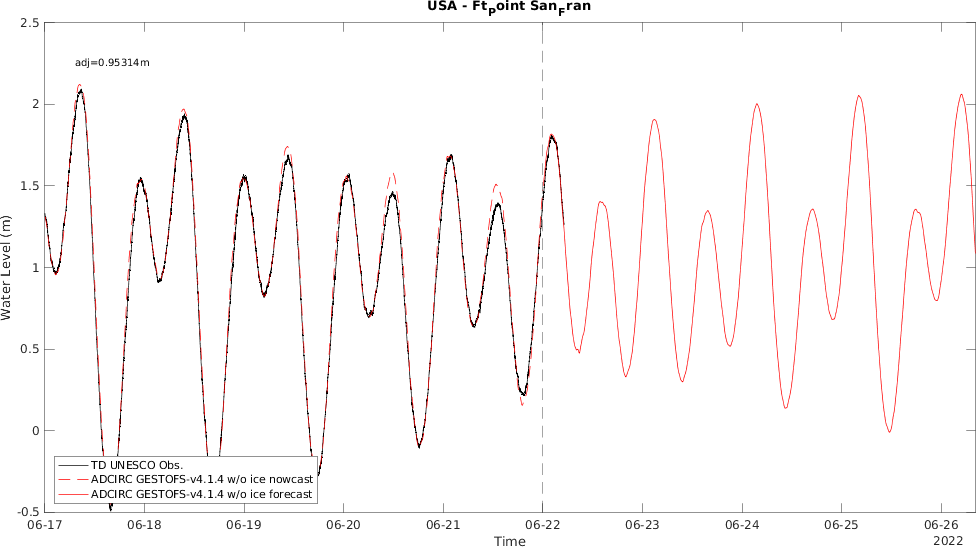 USA - FtPoint SanFran
adj=0.95314m
2.5
2
1.5
1
0.5
0
-0.5
Water Level (m)
TD UNESCO Obs.
ADCIRC GESTOFS-v4.1.4 w/o ice nowcast
ADCIRC GESTOFS-v4.1.4 w/o ice forecast
06-17 06-18 06-19 06-20 06-21 06-22 06-23 06-24 06-25 06-26
Time
2022